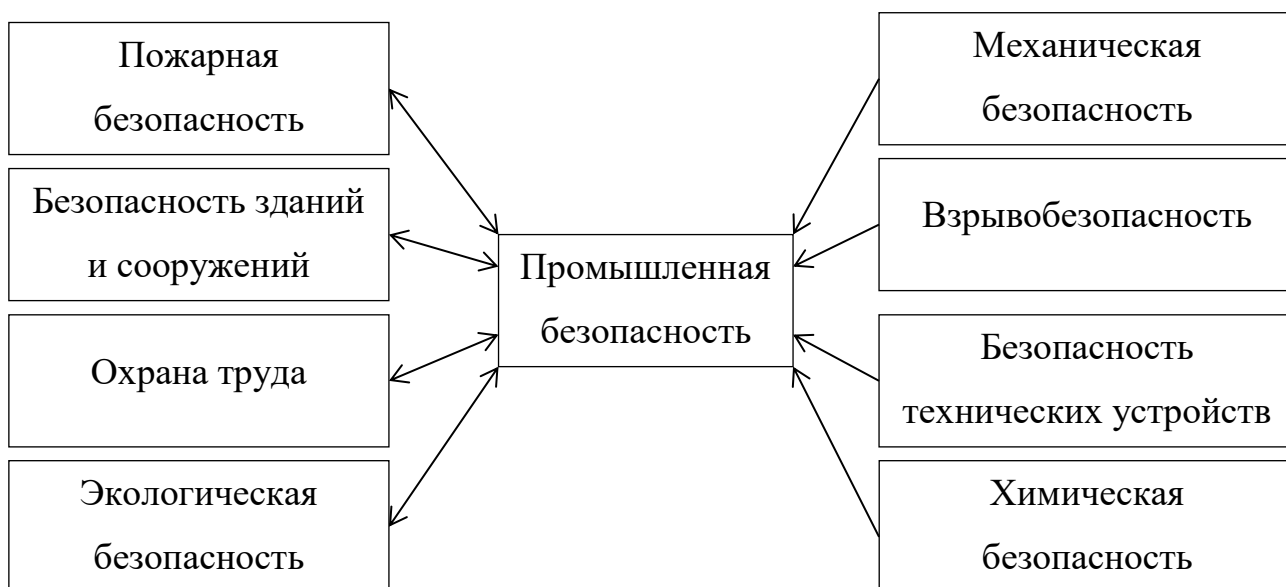 Пожарная
безопасность
Безопасность зданий
и сооружений
Охрана труда
Экологическая
безопасность
Промышленная
безопасность
Механическая
безопасность
Взрывобезопасность
Безопасность
технических устройств
Химическая
безопасность